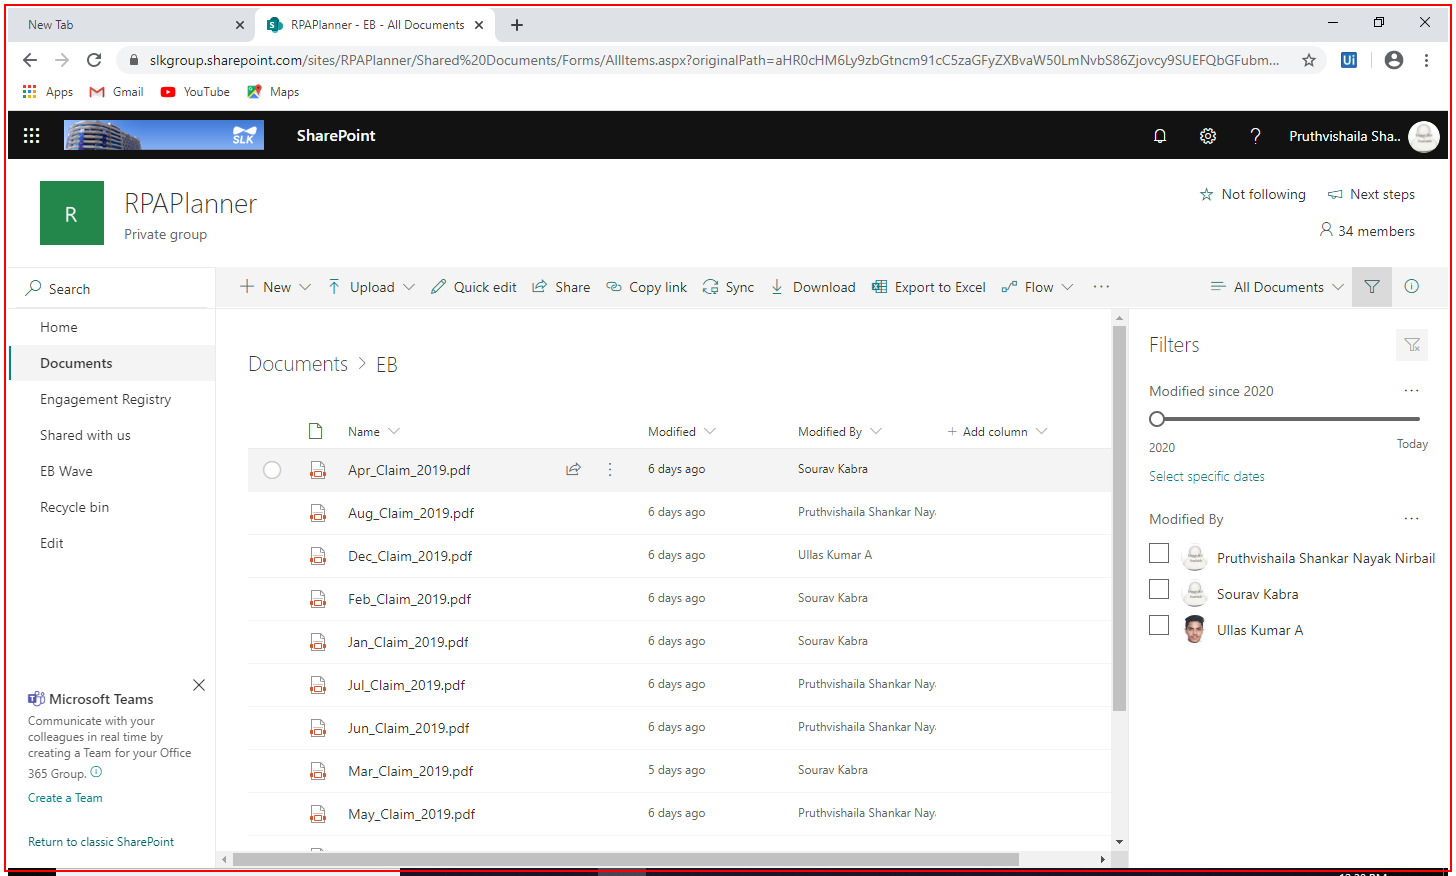 New Tab
RPAPlanner - EB - All Documents
slkgroup.sharepoint.com/sites/RPAPlanner/Shared%20Documents/Forms/AllItems.aspx?originalPath=aHR0cHM6Ly9zbGtncm91cC5zaGFyZXBvaW50LmNvbS86Zjovcy9SUEFQbGFubm...
Ui
Apps
Gmail
YouTube
Maps
SLK
SharePoint
Pruthvishaila Sha..
R
RPAPlanner
Private group
Not following
Next steps
34 members
Search
New
Upload
Quick edit
Share
Copy link
Sync
Download
Export to Excel
Flow
All Documents
Home
Documents
Engagement Registry
Shared with us
EB Wave
Recycle bin
Edit
Microsoft Teams
Communicate with your
colleagues in real time by
creating a Team for your Office
365 Group.
Create a Team
Return to classic SharePoint
Documents > EB
Name Modified Modified By + Add column
Apr_Claim_2019.pdf 6 days ago Sourav Kabra
Aug_Claim_2019.pdf 6 days ago Pruthvishaila Shankar Nay
Dec_Claim_2019.pdf 6 days ago Ullas Kumar A
Feb_Claim_2019.pdf 6 days ago Sourav Kabra
Jan_Claim_2019.pdf 6 days ago Sourav Kabra
Jul_Claim_2019.pdf 6 days ago Pruthvishaila Shankar Nay
Jun_Claim_2019.pdf 6 days ago Pruthvishaila Shankar Nay
Mar_Claim_2019.pdf 5 days ago Sourav Kabra
May_Claim_2019.pdf 6 days ago Pruthvishaila Shankar Nay
Filters
Modified since 2020
2020
Today
Select specific dates
Modified By
Pruthvishaila Shankar Nayak Nirbail
Sourav Kabra
Ullas Kumar A